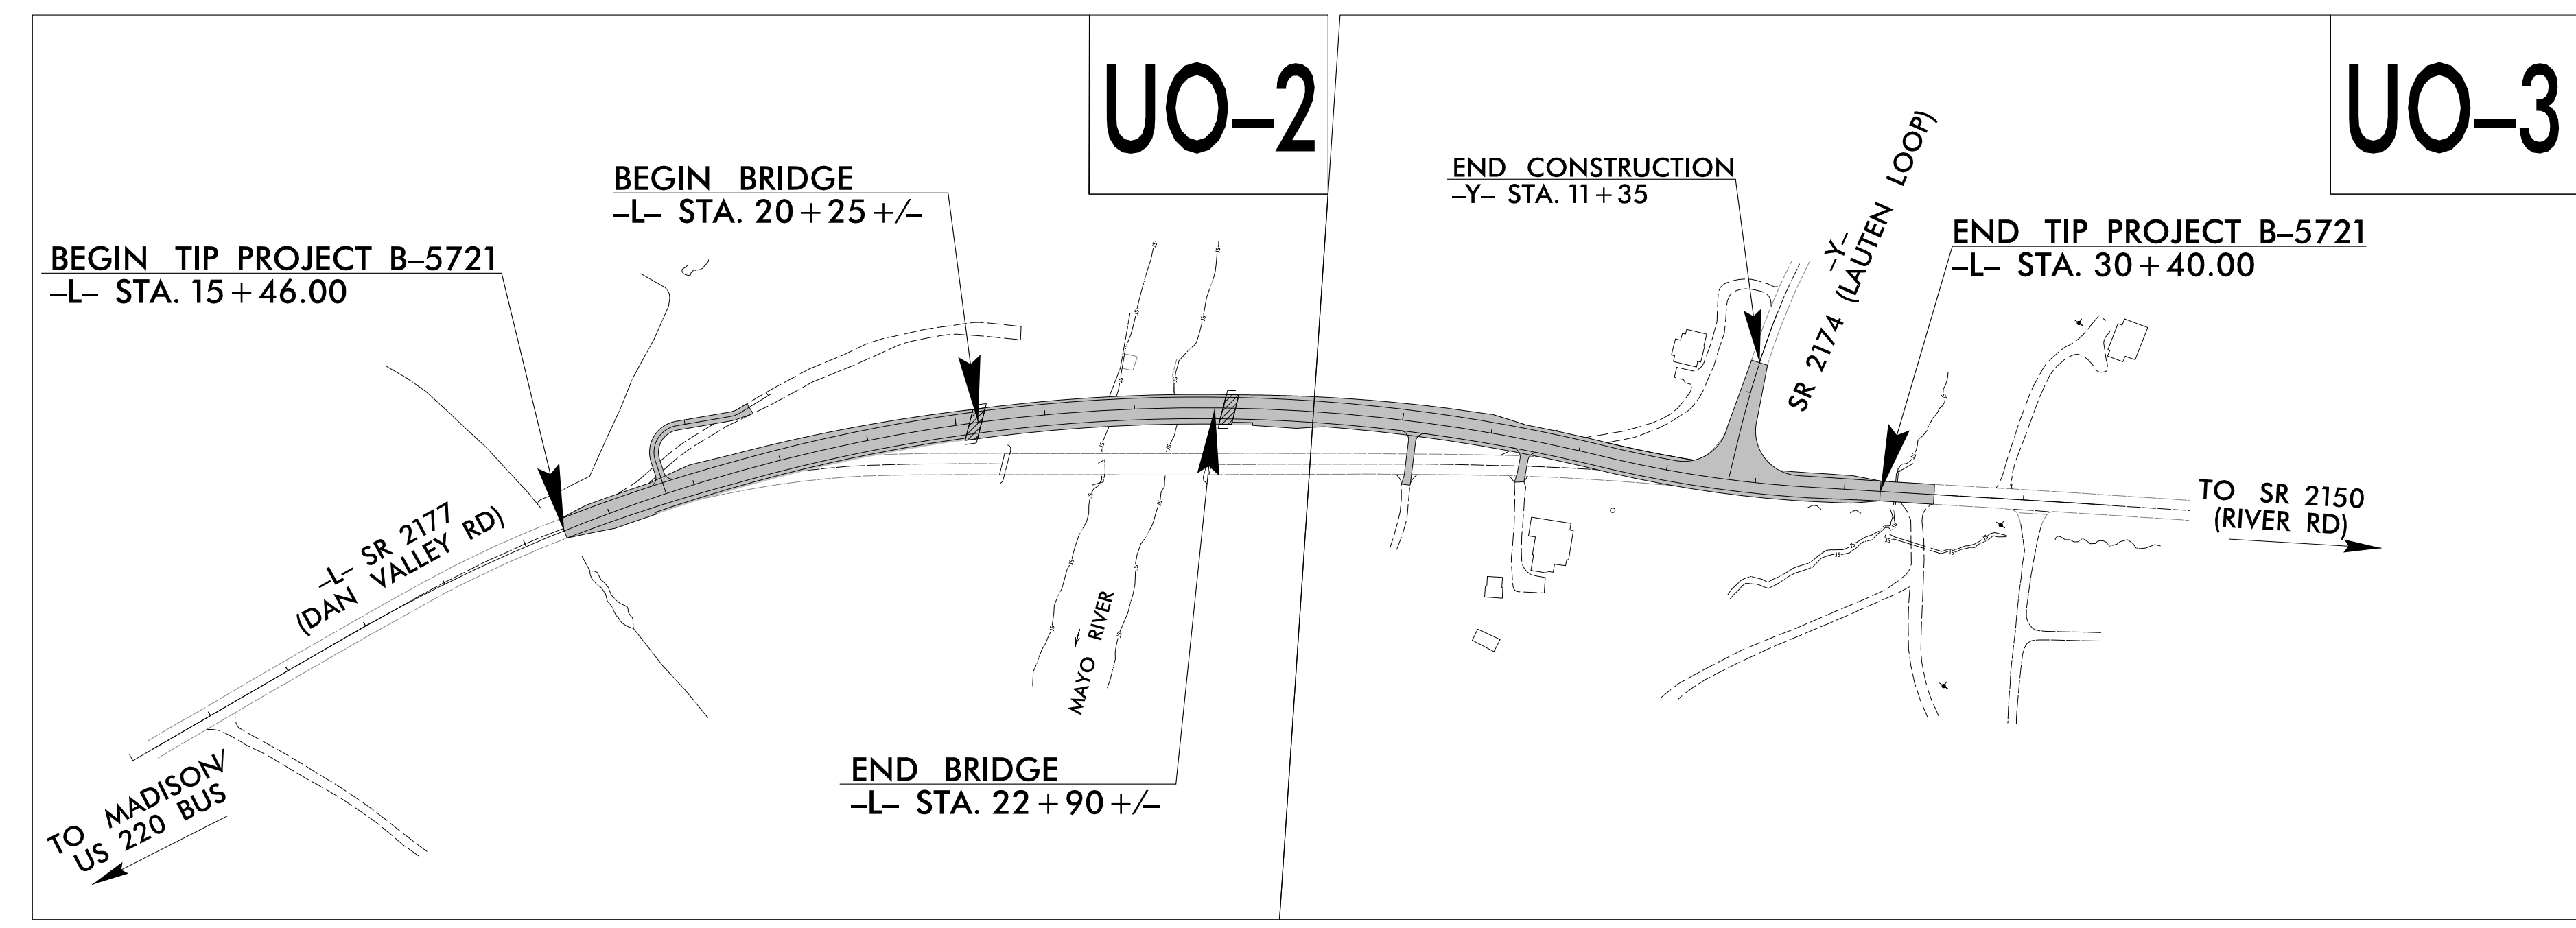 UO-2
UO-3
BEGIN BRIDGE
-L- STA. 20+25+/-
END CONSTRUCTION
-Y- STA. 11+35
BEGIN TIP PROJECT B-5721
-L- STA. 15+46.00
END TIP PROJECT B-5721
-L- STA. 30+40.00
-Y-
SR 2174 (LAUTEN LOOP)
-L- SR 2177
(DAN VALLEY RD)
TO SR 2150
(RIVER RD)
MAYO RIVER
END BRIDGE
-L- STA. 22+90+/-
TO MADISON/
US 220 BUS